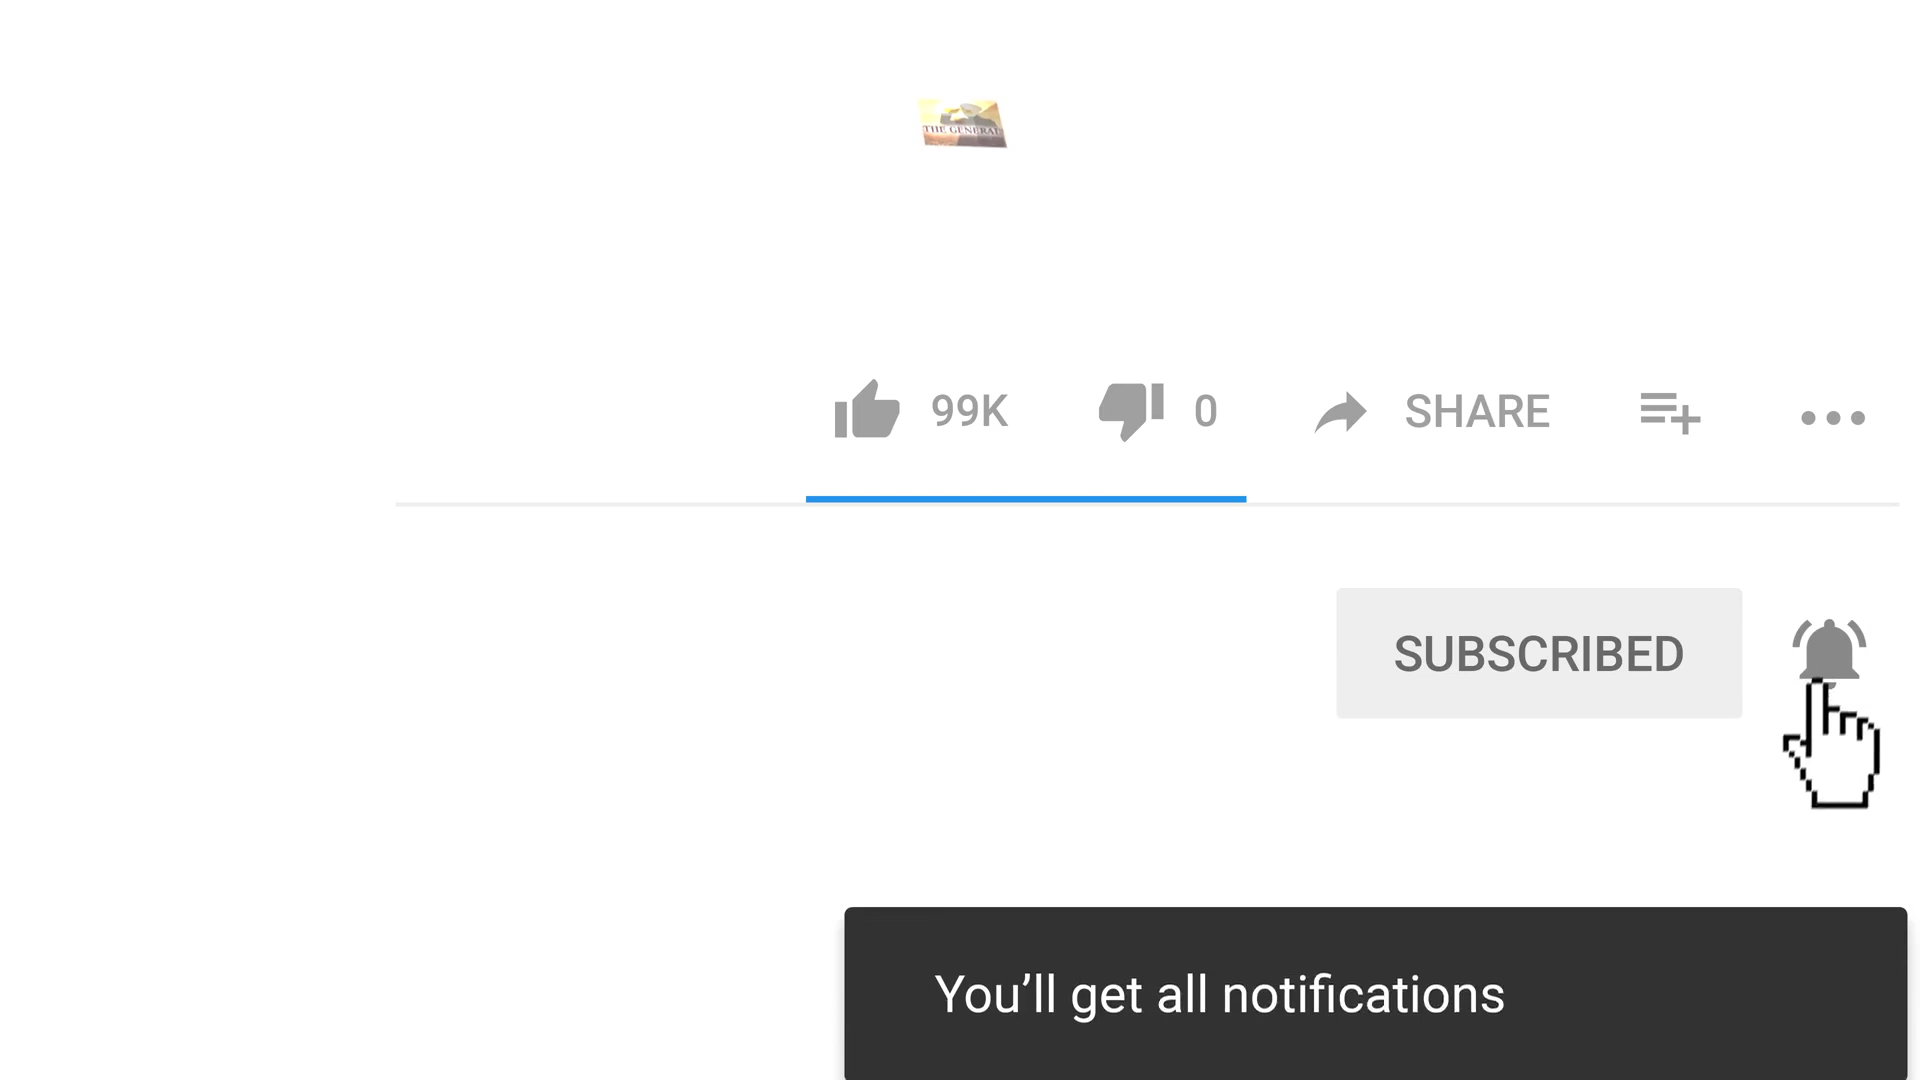 THE GENERAL
99K 0 SHARE
SUBSCRIBED
You’ll get all notifications